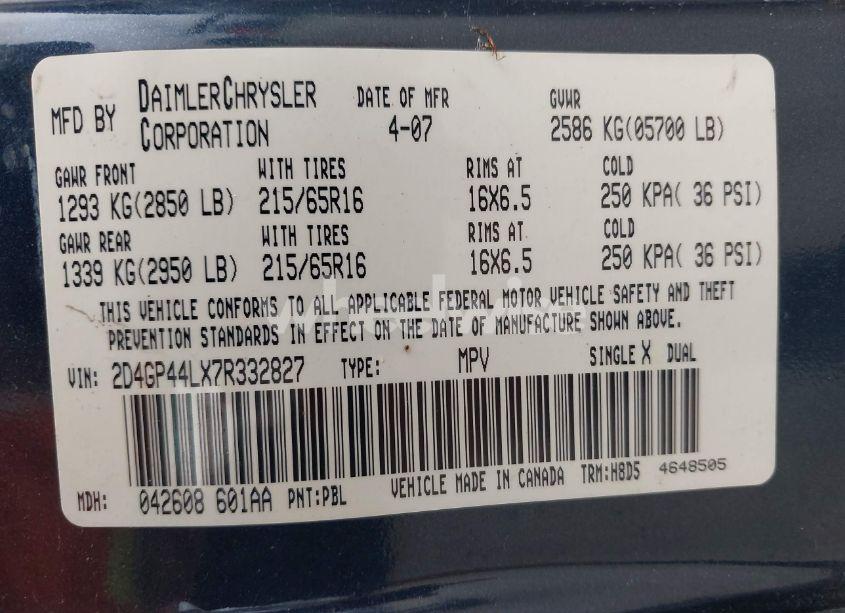 MFD BY DAIMLERCHRYSLER CORPORATION DATE OF MFR 4-07 GVWR 2586 KG(05700 LB)
GAWR FRONT WITH TIRES RIMS AT COLD
1293 KG(2850 LB) 215/65R16 16X6.5 250 KPA( 36 PSI)
GAWR REAR WITH TIRES RIMS AT COLD
1339 KG(2950 LB) 215/65R16 16X6.5 250 KPA( 36 PSI)
THIS VEHICLE CONFORMS TO ALL APPLICABLE FEDERAL MOTOR VEHICLE SAFETY AND THEFT
PREVENTION STANDARDS IN EFFECT ON THE DATE OF MANUFACTURE SHOWN ABOVE.
VIN: 2D4GP44LX7R332827 TYPE: MPV SINGLE X DUAL
MDH: 042608 601AA PNT:PBL VEHICLE MADE IN CANADA TRM:H8D5 4648505